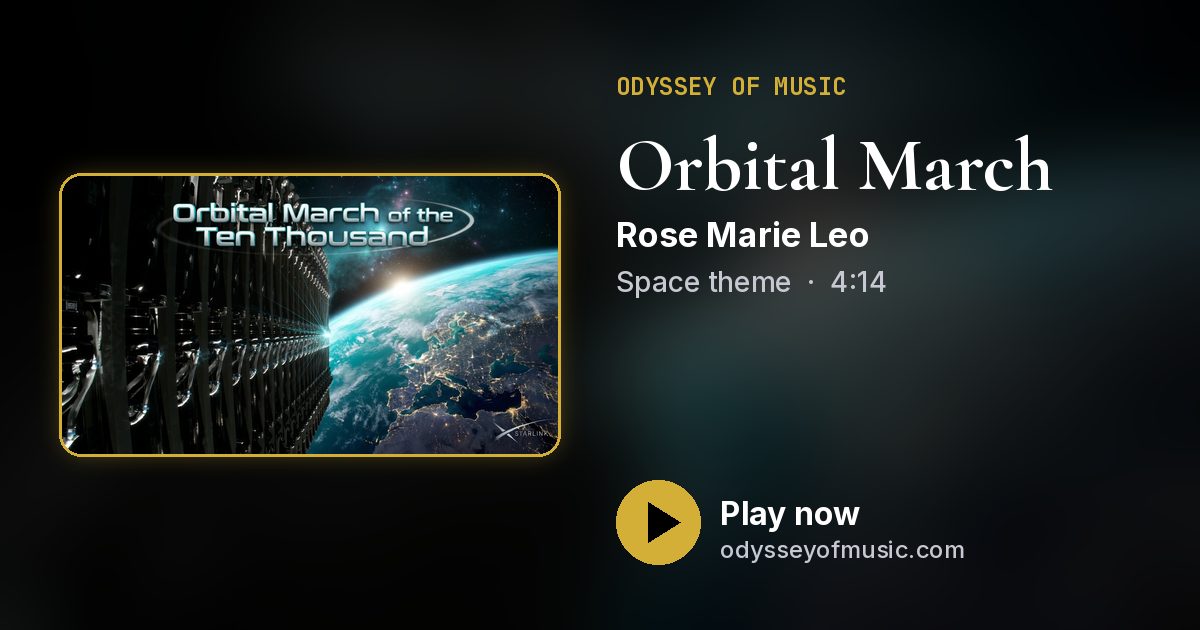 ODYSSEY OF MUSIC
Orbital March
Rose Marie Leo
Space theme · 4:14
Orbital March of the
Ten Thousand
STARLINK
Play now
odysseyofmusic.com